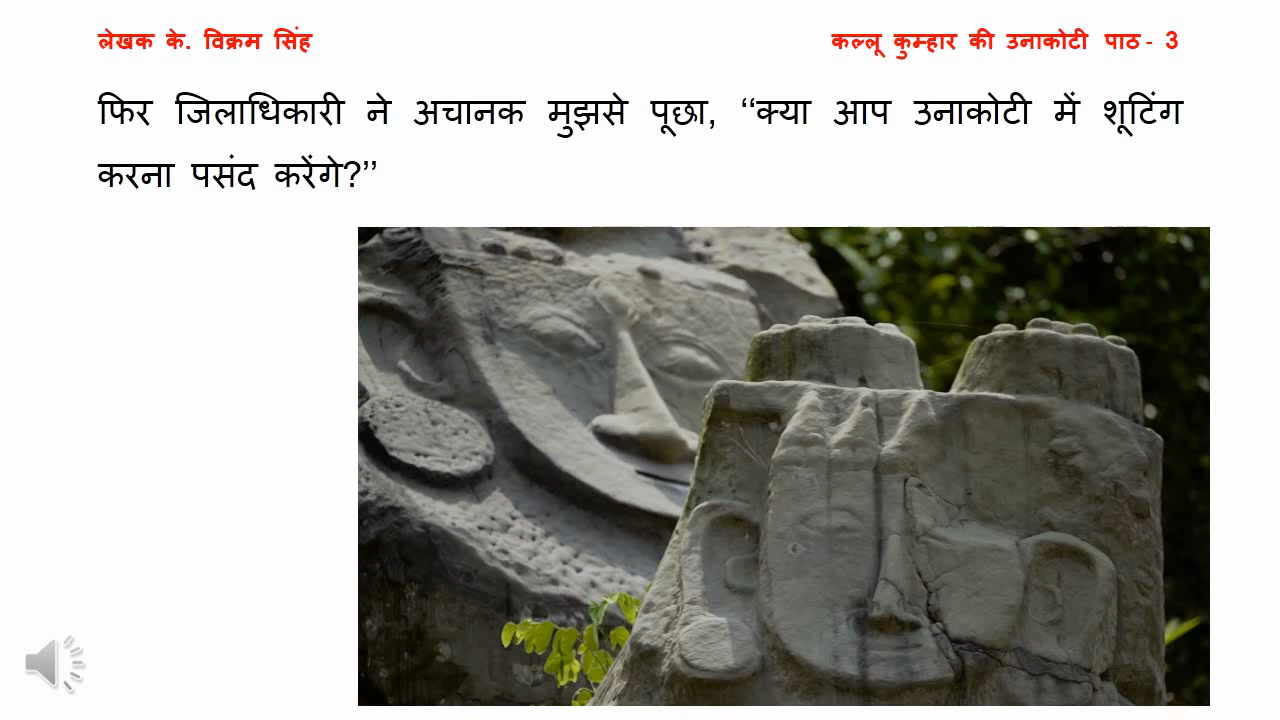 लेखक के. विक्रम सिंह
कल्लू कुम्हार की उनाकोटी पाठ - 3
फिर जिलाधिकारी ने अचानक मुझसे पूछा, “क्या आप उनाकोटी में शूटिंग
करना पसंद करेंगे?”